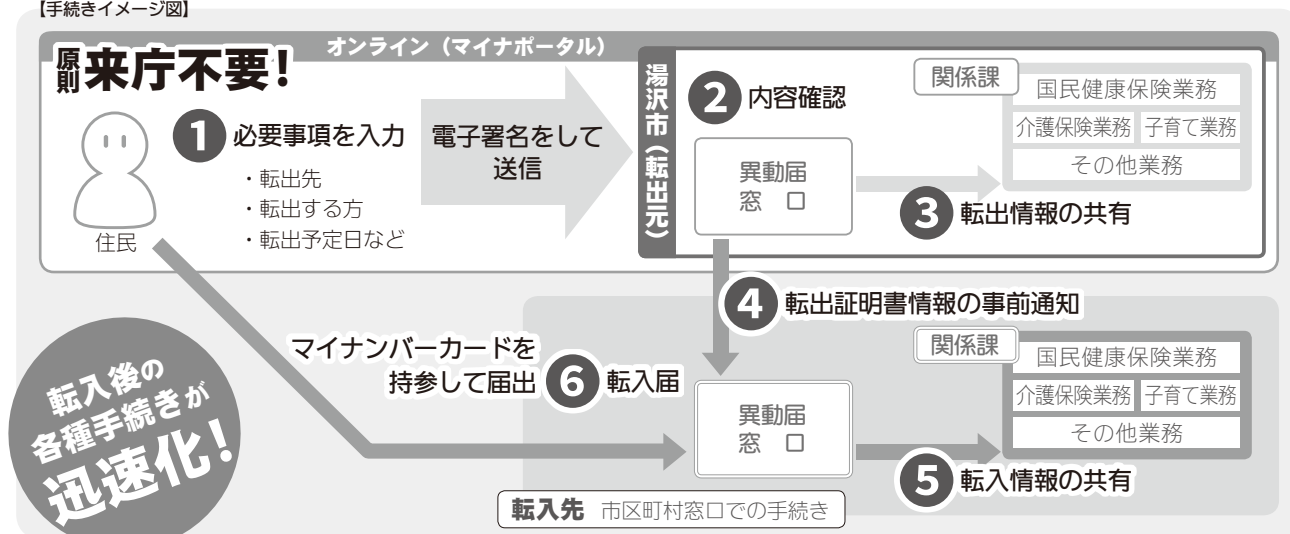 【手続きイメージ図】
オンライン（マイナポータル）
原則来庁不要!
住民
1 必要事項を入力
・転出先
・転出する方
・転出予定日など
電子署名をして
送信
湯沢市（転出元）
2 内容確認
異動届
窓　口
3 転出情報の共有
関係課
国民健康保険業務
介護保険業務 子育て業務
その他業務
4 転出証明書情報の事前通知
関係課
国民健康保険業務
介護保険業務 子育て業務
その他業務
異動届
窓　口
5 転入情報の共有
マイナンバーカードを
持参して届出 6 転入届
転入先 市区町村窓口での手続き
転入後の
各種手続きが
迅速化!